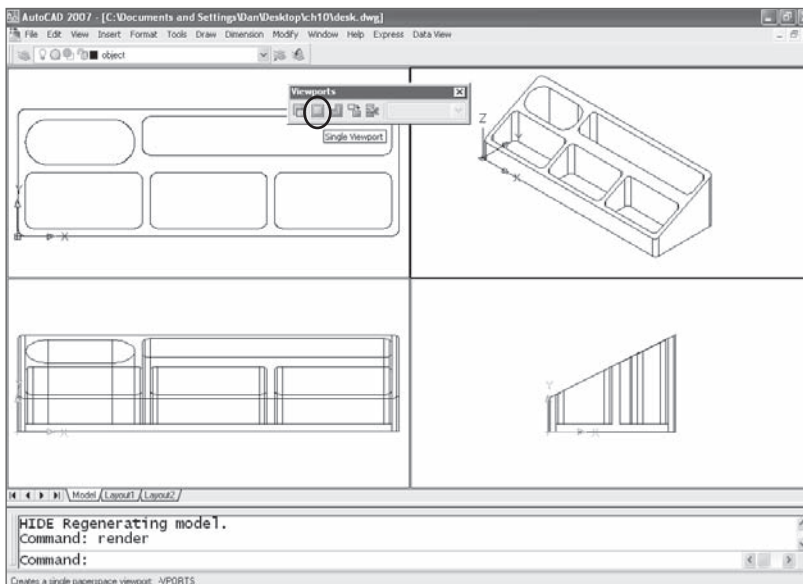 AutoCAD 2007 - [C:\Documents and Settings\Dan\Desktop\ch10\desk.dwg]
File Edit View Insert Format Tools Draw Dimension Modify Window Help Express Data View
object
Viewports
Single Viewport
Z
Y
X
Y
X
Y
X
Y
X
Model Layout1 Layout2
HIDE Regenerating model.
Command: render
Command:
Creates a single paperspace viewport: -VPORTS